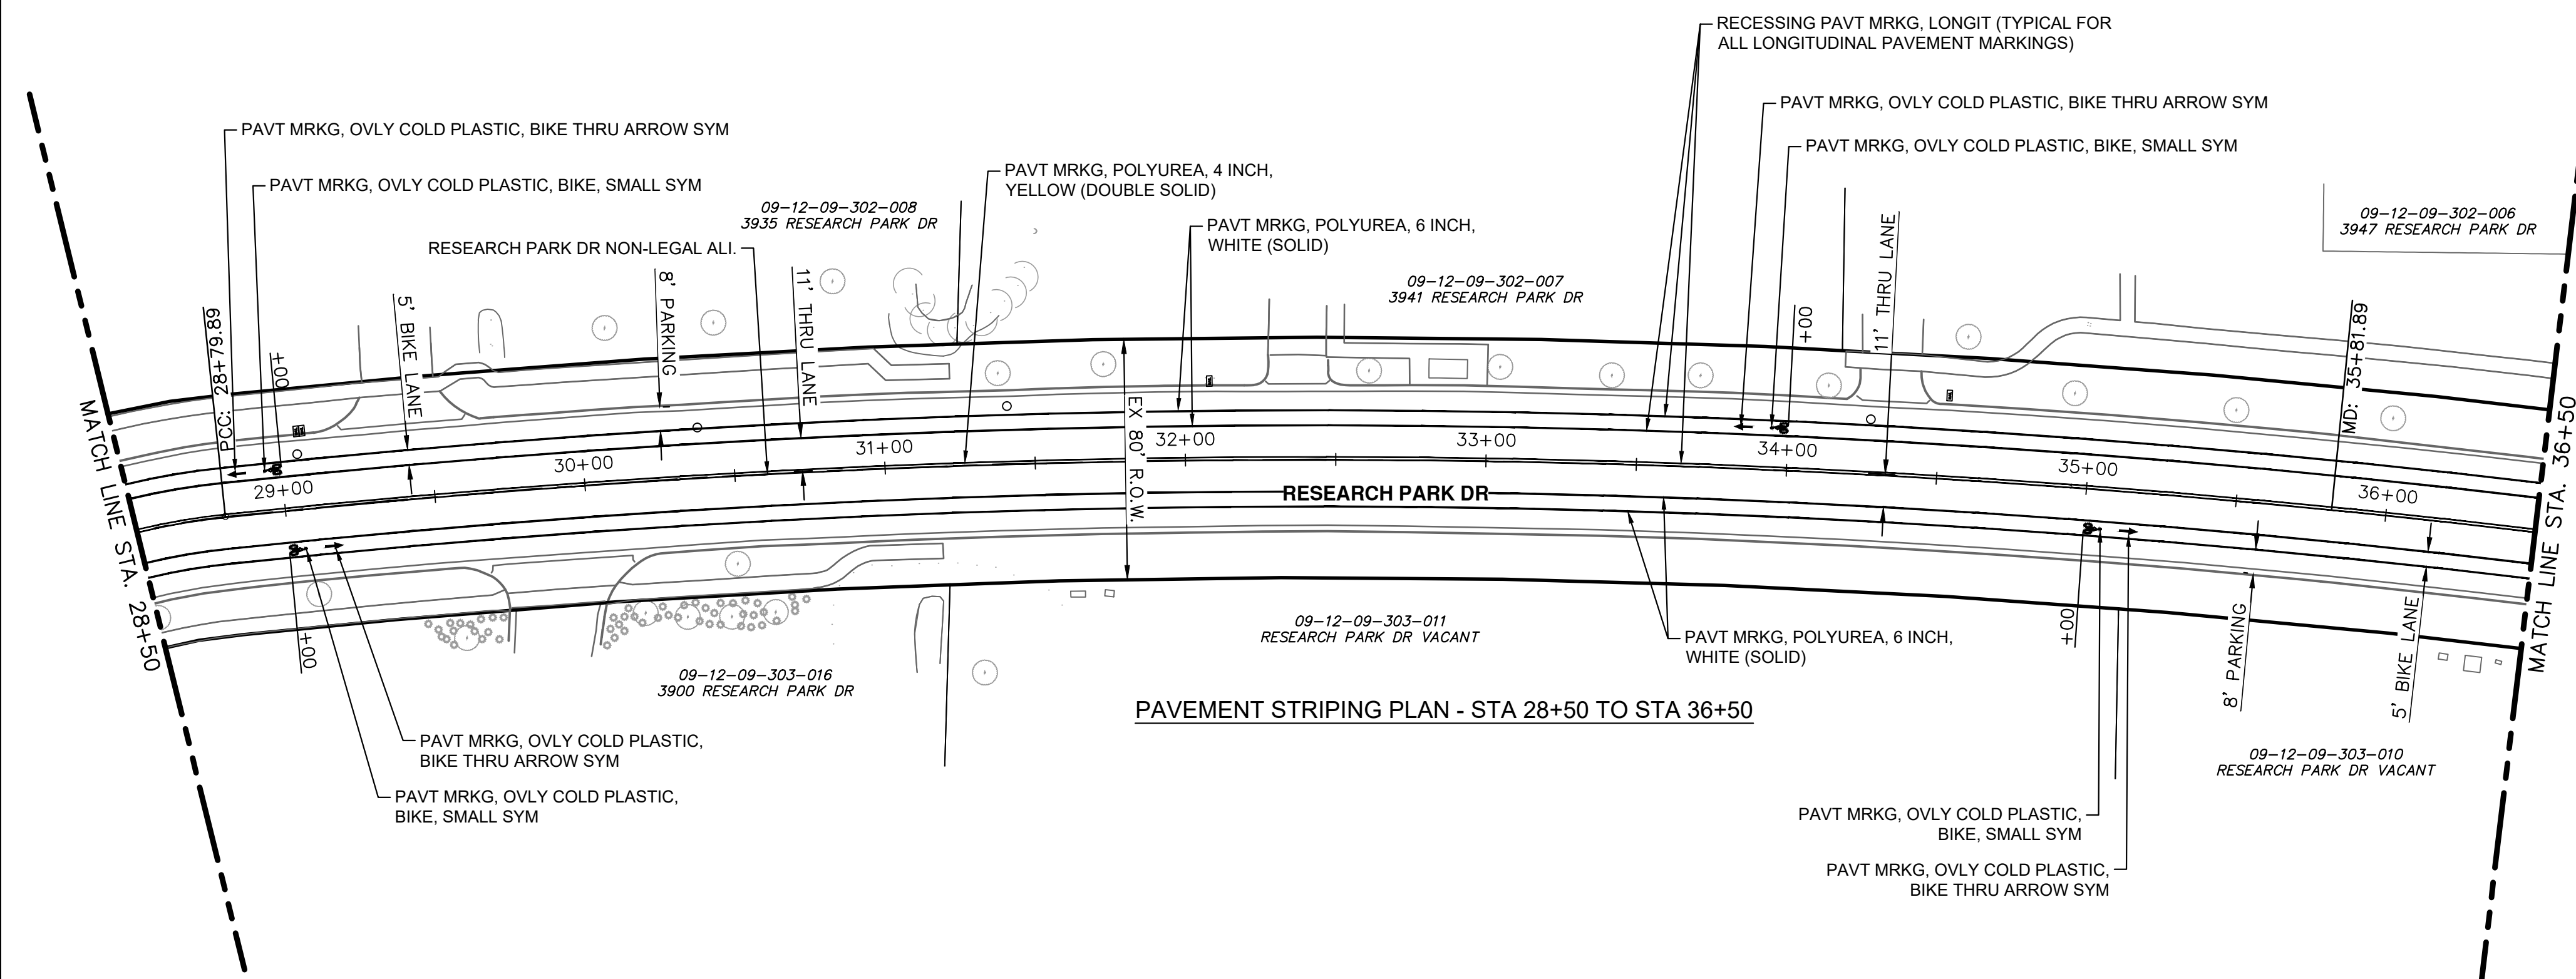 RECESSING PAVT MRKG, LONGIT (TYPICAL FOR
ALL LONGITUDINAL PAVEMENT MARKINGS)
PAVT MRKG, OVLY COLD PLASTIC, BIKE THRU ARROW SYM
PAVT MRKG, OVLY COLD PLASTIC, BIKE, SMALL SYM
PAVT MRKG, OVLY COLD PLASTIC, BIKE THRU ARROW SYM
PAVT MRKG, OVLY COLD PLASTIC, BIKE, SMALL SYM
PAVT MRKG, POLYUREA, 4 INCH,
YELLOW (DOUBLE SOLID)
09-12-09-302-008
3935 RESEARCH PARK DR
RESEARCH PARK DR NON-LEGAL ALI.
PAVT MRKG, POLYUREA, 6 INCH,
WHITE (SOLID)
09-12-09-302-007
3941 RESEARCH PARK DR
09-12-09-302-006
3947 RESEARCH PARK DR
POC: 28+79.89
+00
5' BIKE LANE
8' PARKING
11' THRU LANE
EX 80' R.O.W.
+00
11' THRU LANE
MD: 35+81.89
MATCH LINE STA. 28+50
MATCH LINE STA. 36+50
29+00
30+00
31+00
32+00
33+00
34+00
35+00
36+00
RESEARCH PARK DR
+00
+00
8' PARKING
5' BIKE LANE
09-12-09-303-016
3900 RESEARCH PARK DR
09-12-09-303-011
RESEARCH PARK DR VACANT
PAVT MRKG, POLYUREA, 6 INCH,
WHITE (SOLID)
PAVEMENT STRIPING PLAN - STA 28+50 TO STA 36+50
09-12-09-303-010
RESEARCH PARK DR VACANT
PAVT MRKG, OVLY COLD PLASTIC,
BIKE THRU ARROW SYM
PAVT MRKG, OVLY COLD PLASTIC,
BIKE, SMALL SYM
PAVT MRKG, OVLY COLD PLASTIC,
BIKE, SMALL SYM
PAVT MRKG, OVLY COLD PLASTIC,
BIKE THRU ARROW SYM